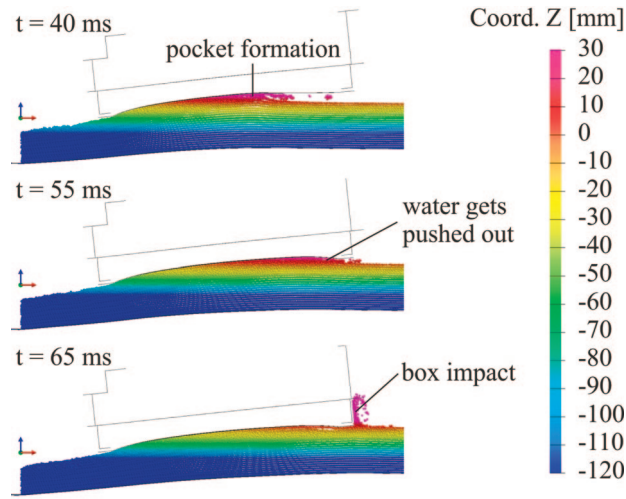 t = 40 ms
pocket formation
t = 55 ms
water gets
pushed out
t = 65 ms
box impact
Coord. Z [mm]
30
20
10
0
-10
-20
-30
-40
-50
-60
-70
-80
-90
-100
-110
-120